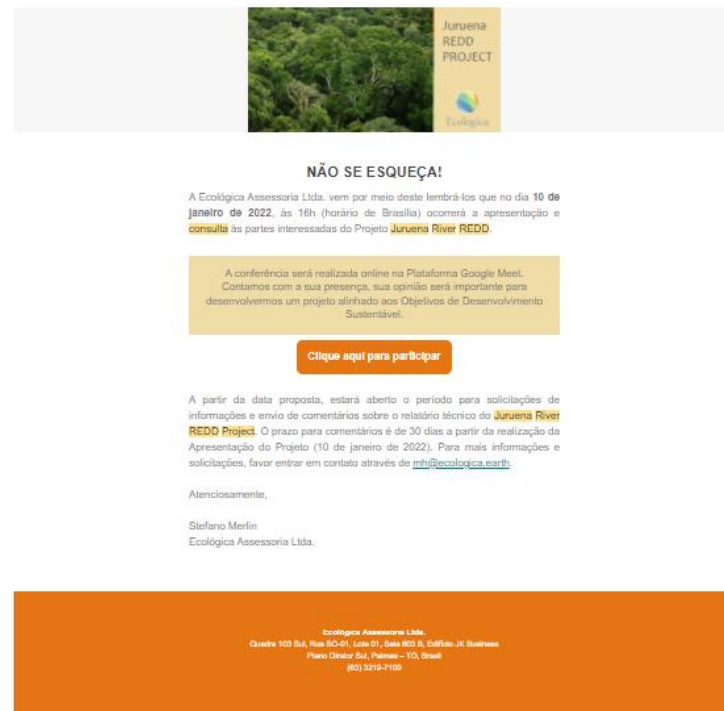 Juruena
REDD
PROJECT
Ecológica
NÃO SE ESQUEÇA!
A Ecológica Assessoria Ltda. vem por meio deste lembrá-los que no dia 10 de
janeiro de 2022, às 16h (horário de Brasília) ocorrerá a apresentação e
consulta às partes interessadas do Projeto Juruena River REDD.
A conferência será realizada online na Plataforma Google Meet.
Contamos com a sua presença, sua opinião será importante para
desenvolvermos um projeto alinhado aos Objetivos de Desenvolvimento
Sustentável.
Clique aqui para participar
A partir da data proposta, estará aberto o período para solicitações de
informações e envio de comentários sobre o relatório técnico do Juruena River
REDD Project. O prazo para comentários é de 30 dias a partir da realização da
Apresentação do Projeto (10 de janeiro de 2022). Para mais informações e
solicitações, favor entrar em contato através de mh@ecologica.earth.
Atenciosamente,
Stefano Merlin
Ecológica Assessoria Ltda.
Ecológica Assessoria Ltda.
Quadra 103 Sul, Rua SO-01, Lote 01, Sala 603 B, Edifício JK Business
Plano Diretor Sul, Palmas – TO, Brasil
(63) 3219-7100